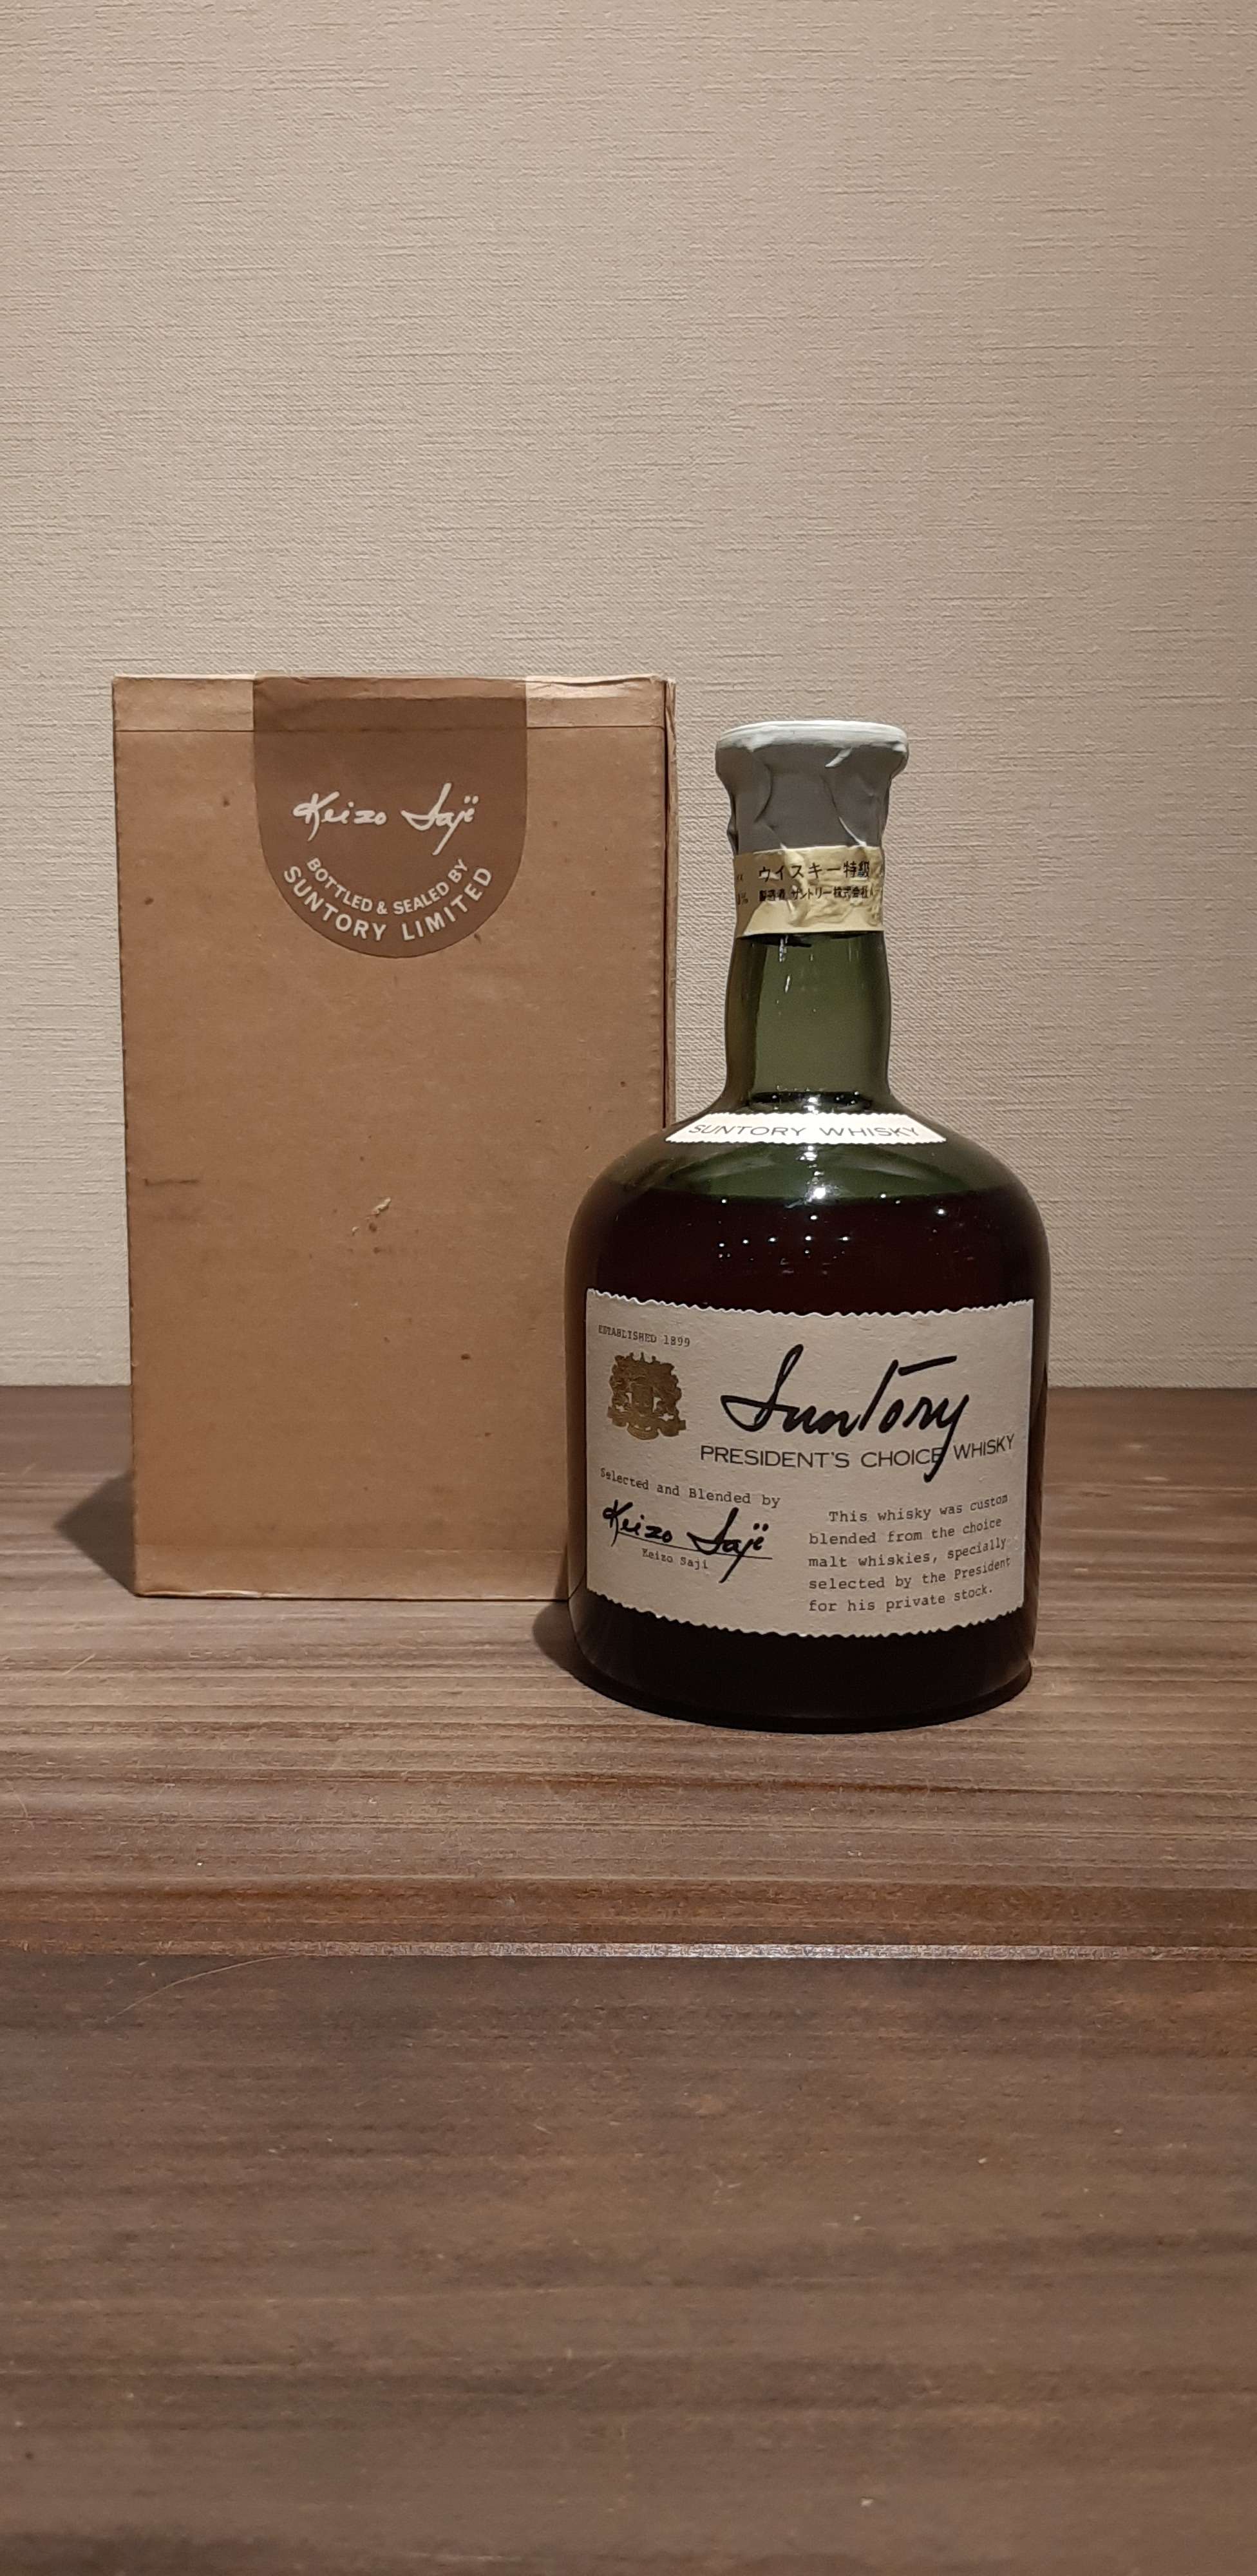 Keizo Saji
BOTTLED & SEALED BY
SUNTORY LIMITED
ウイスキー特級
製造者 サントリー株式会社
SUNTORY WHISKY
ESTABLISHED 1899
Suntory
PRESIDENT'S CHOICE WHISKY
Selected and Blended by
Keizo Saji
Keizo Saji
This whisky was custom
blended from the choice
malt whiskies, specially
selected by the President
for his private stock.